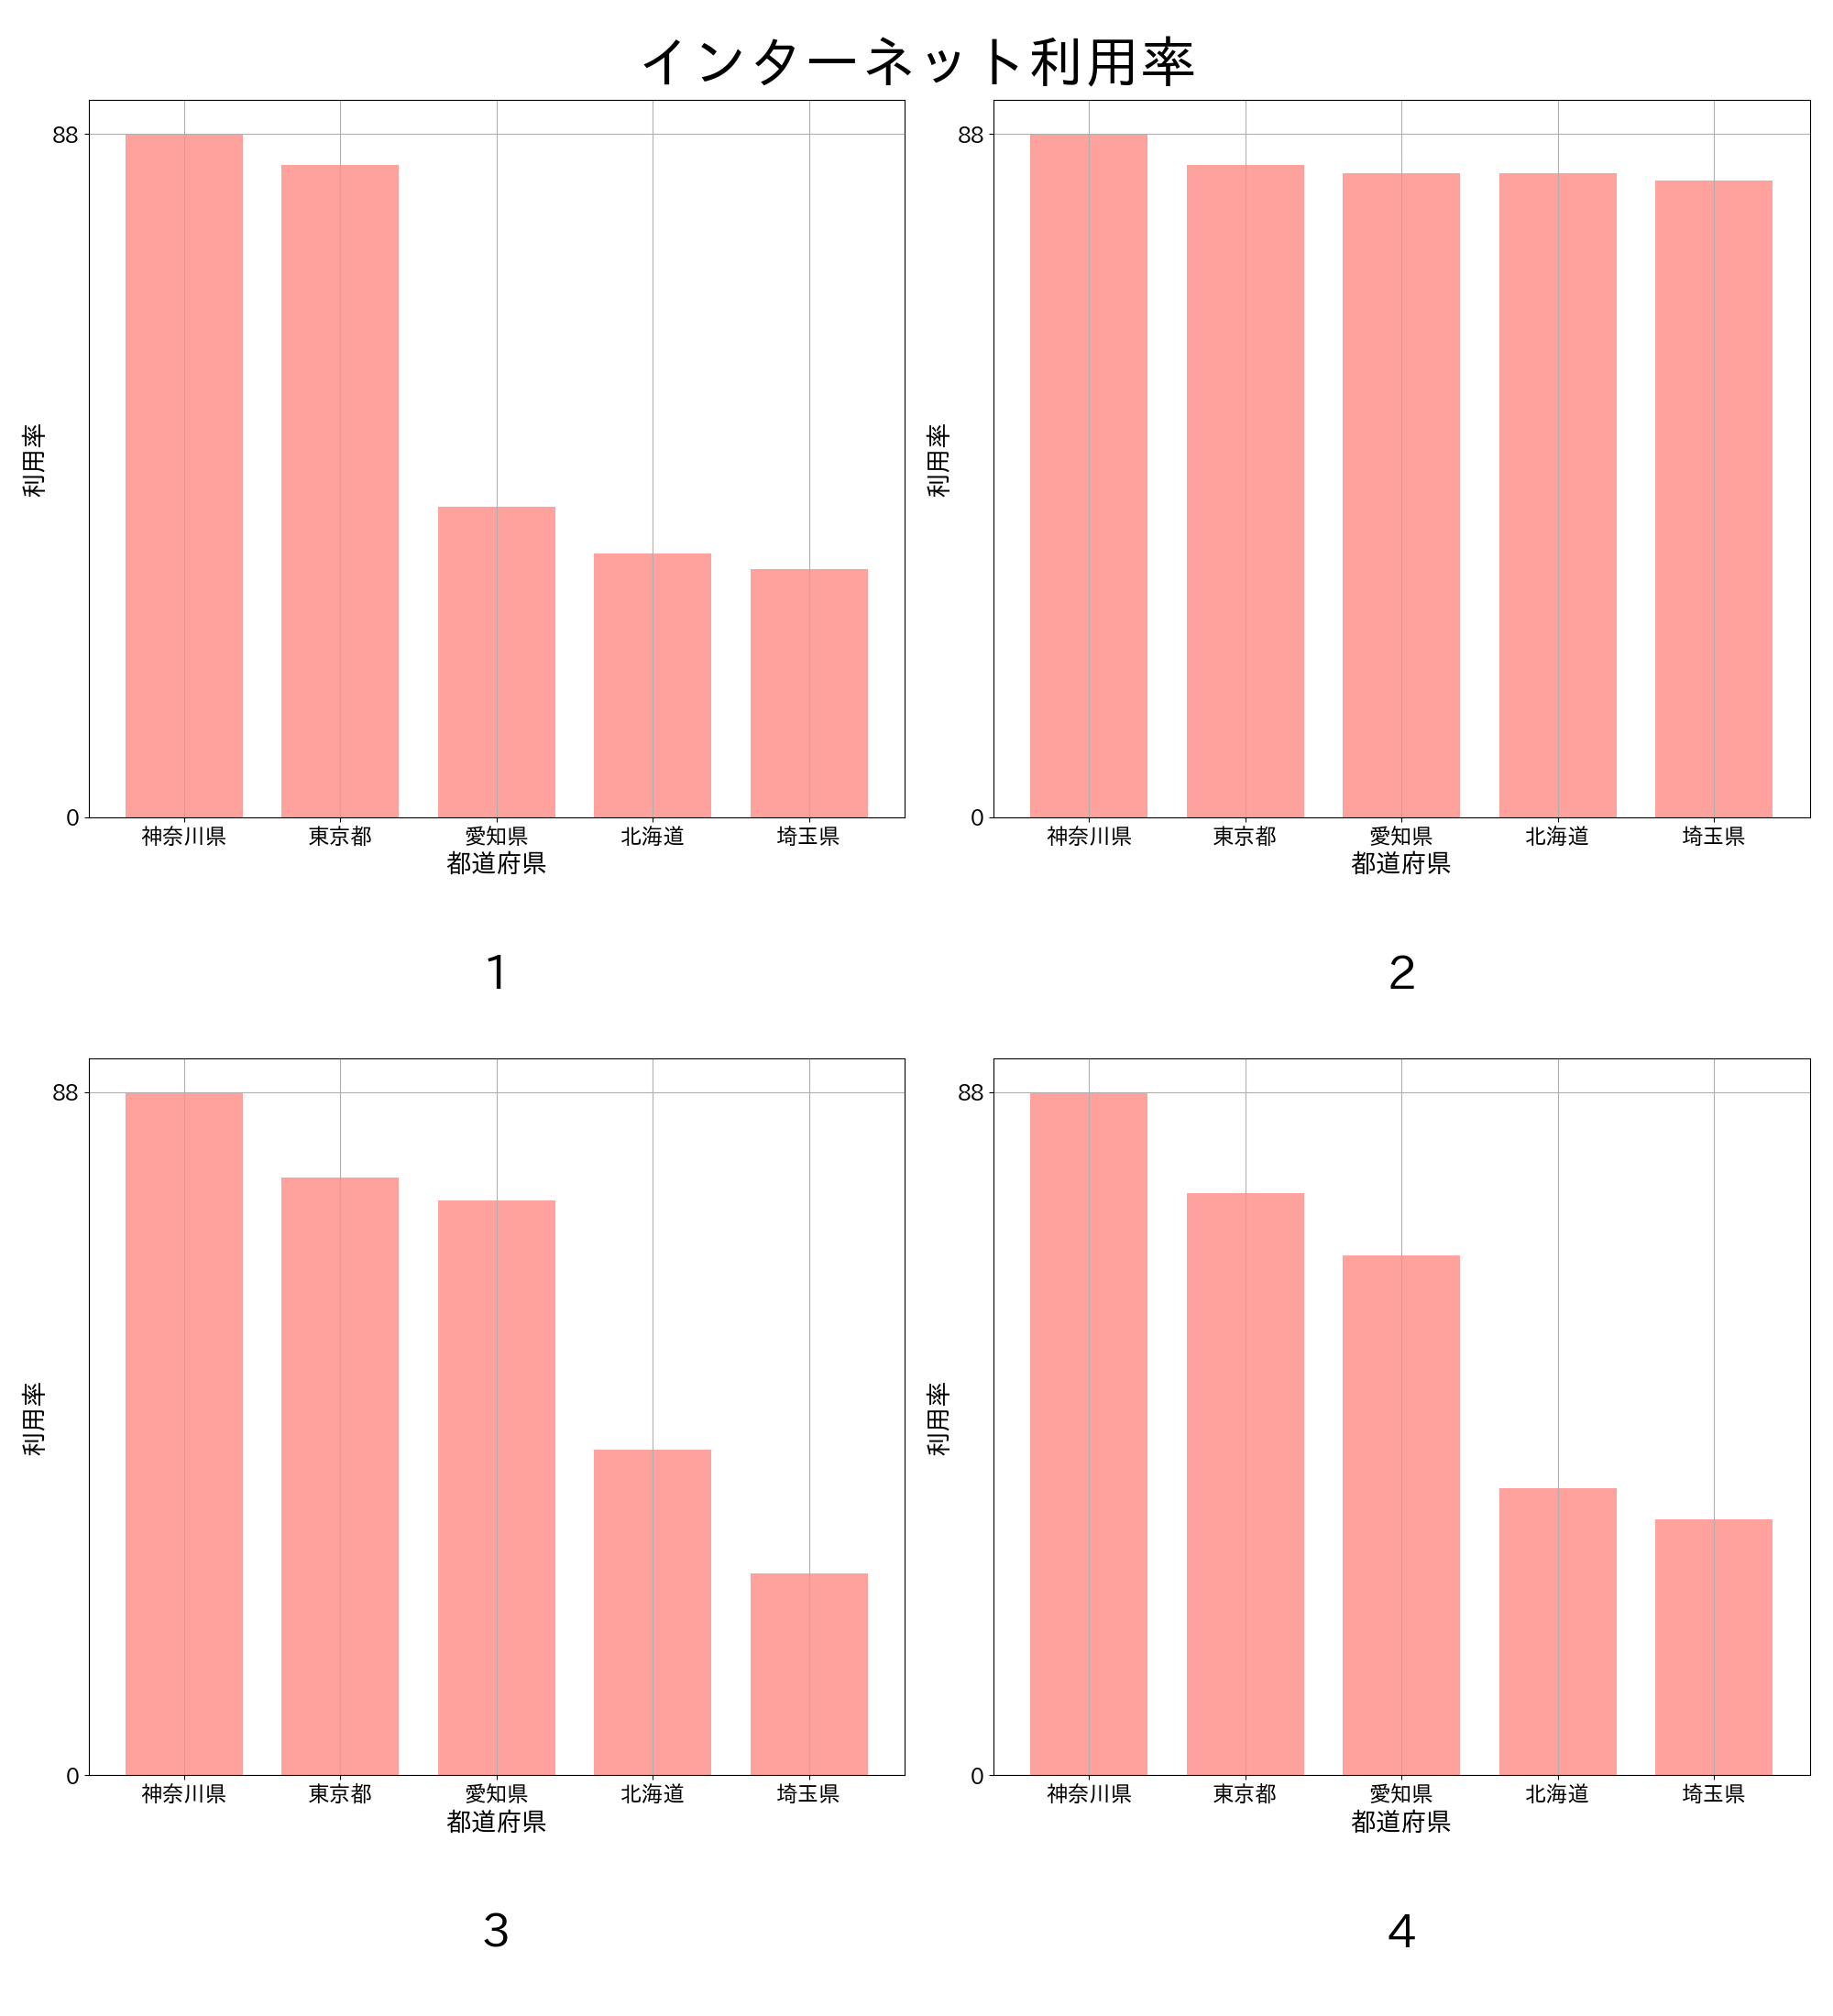 インターネット利用率
88
0
利用率
神奈川県 東京都 愛知県 北海道 埼玉県
都道府県
1
88
0
利用率
神奈川県 東京都 愛知県 北海道 埼玉県
都道府県
2
88
0
利用率
神奈川県 東京都 愛知県 北海道 埼玉県
都道府県
3
88
0
利用率
神奈川県 東京都 愛知県 北海道 埼玉県
都道府県
4